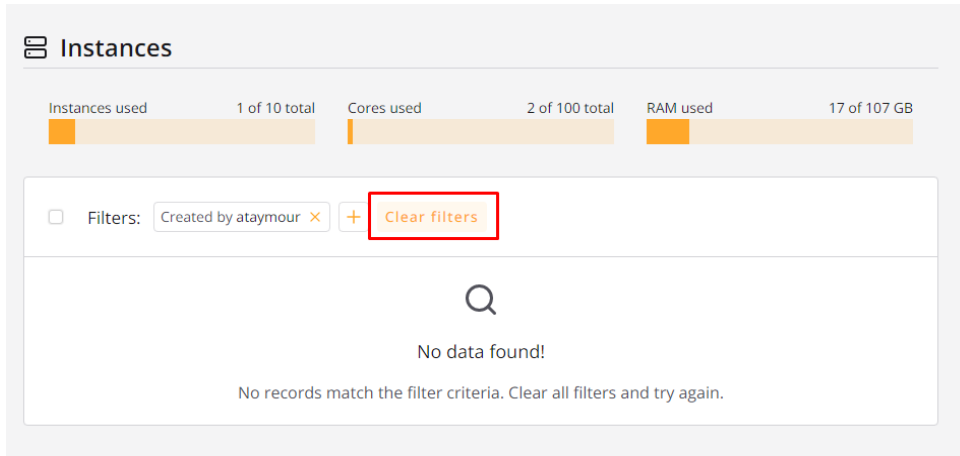 Instances
Instances used 1 of 10 total Cores used 2 of 100 total RAM used 17 of 107 GB
Filters: Created by ataymour × + Clear filters
No data found!
No records match the filter criteria. Clear all filters and try again.